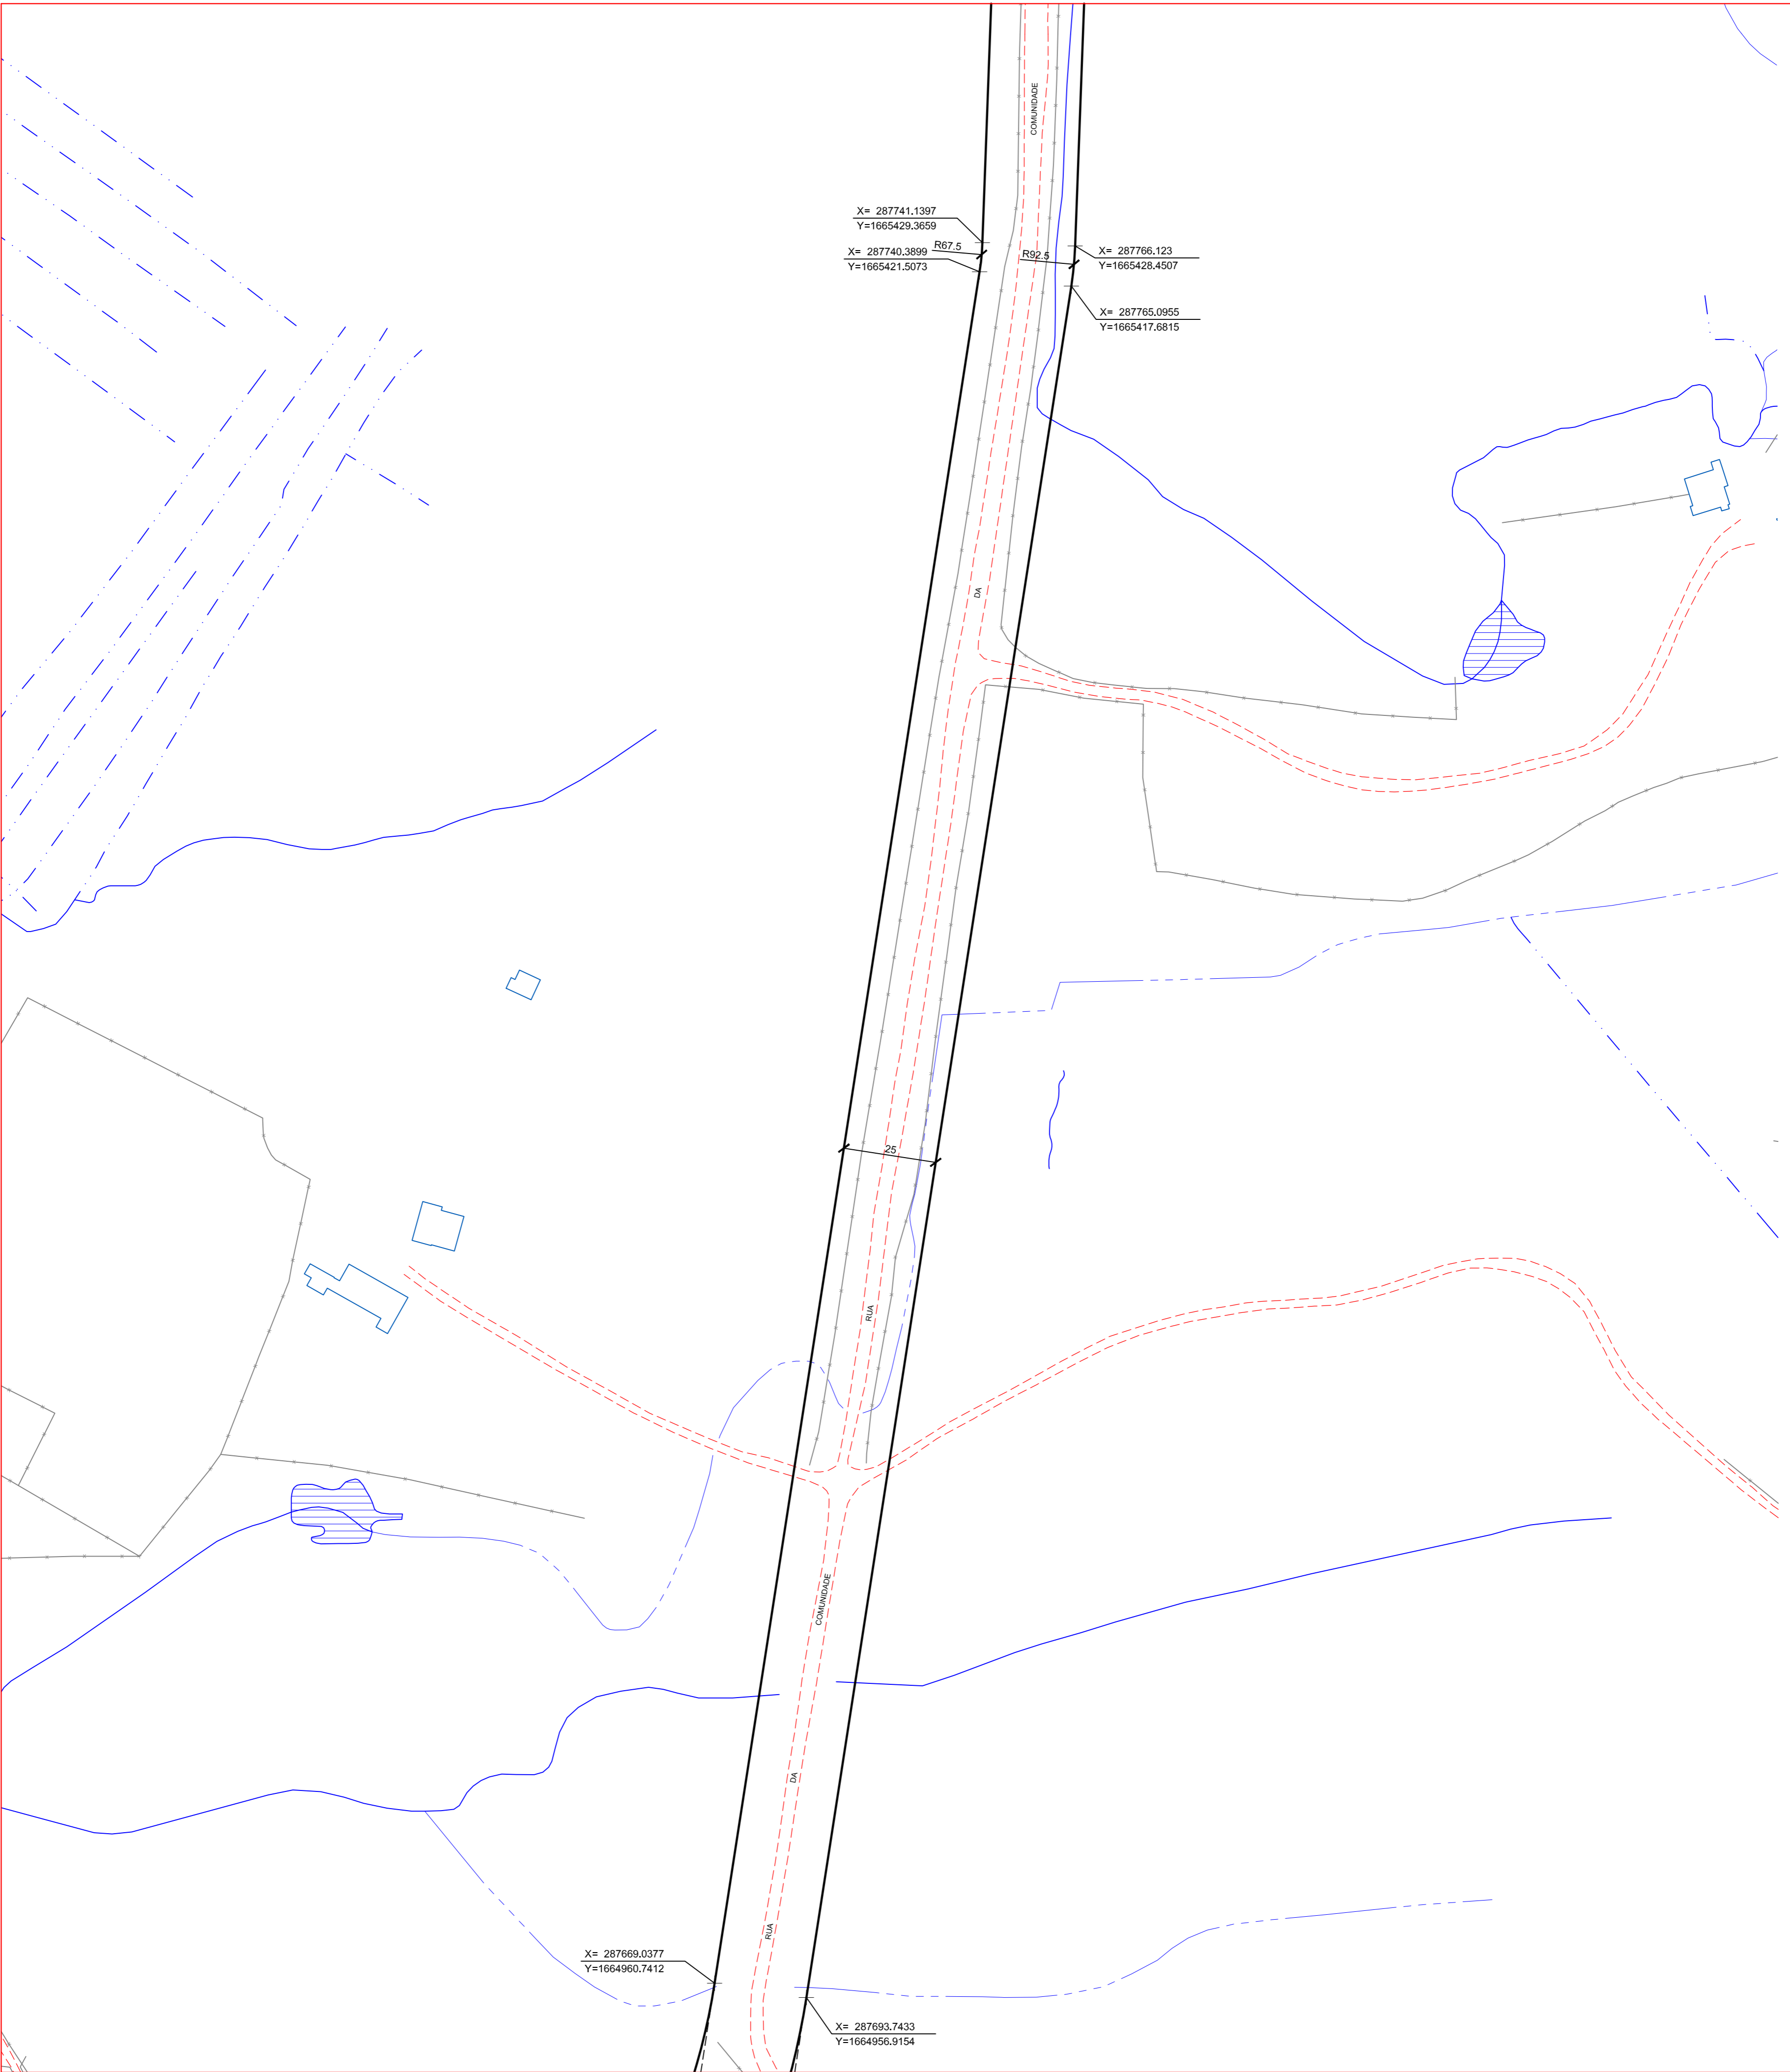 COMUNIDADE
X= 287741.1397
Y=1665429.3659
X= 287740.3899
Y=1665421.5073
R67.5
R92.5
X= 287766.123
Y=1665428.4507
X= 287765.0955
Y=1665417.6815
DA
25
RUA
COMUNIDADE
DA
RUA
X= 287669.0377
Y=1664960.7412
X= 287693.7433
Y=1664956.9154